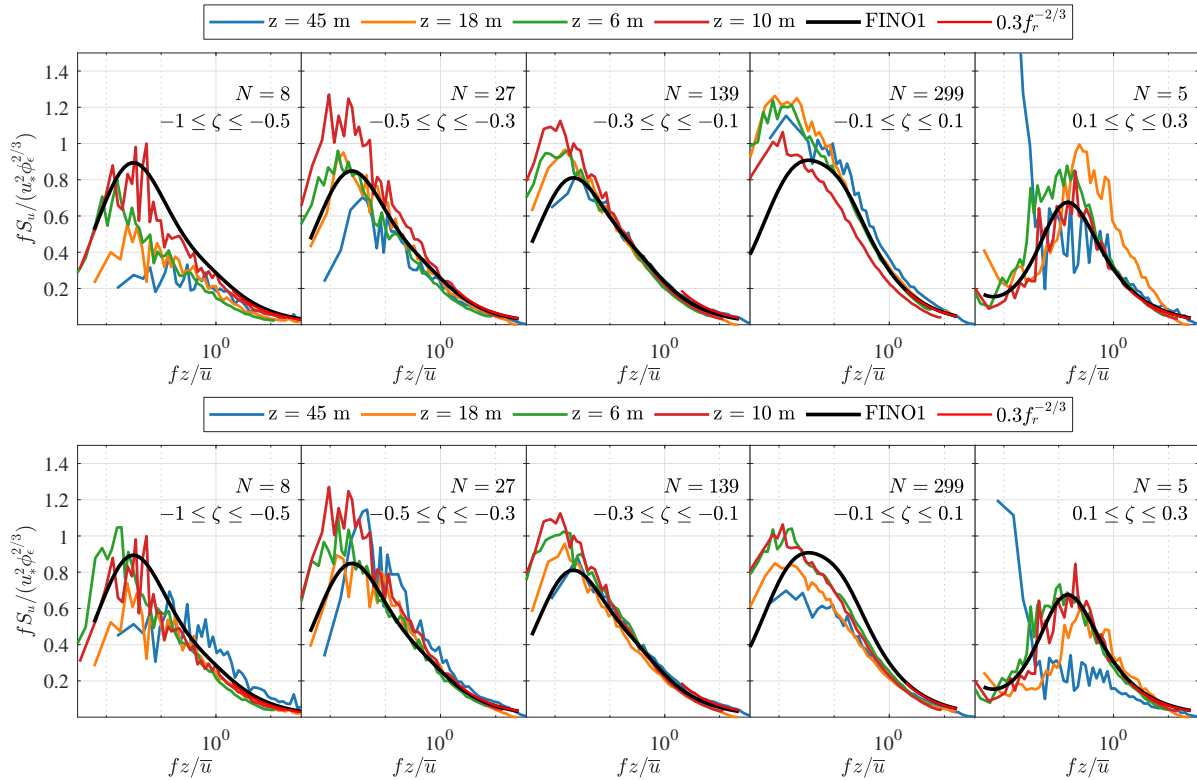 z = 45 m z = 18 m z = 6 m z = 10 m FINO1 0.3f_r^{-2/3}
1.4
1.2
1
0.8
0.6
0.4
0.2
f S_u/(u_*^2 ϕ_ϵ^{2/3})
N = 8
−1 ≤ ζ ≤ −0.5
N = 27
−0.5 ≤ ζ ≤ −0.3
N = 139
−0.3 ≤ ζ ≤ −0.1
N = 299
−0.1 ≤ ζ ≤ 0.1
N = 5
0.1 ≤ ζ ≤ 0.3
10^0 10^0 10^0 10^0 10^0
fz/u̅ fz/u̅ fz/u̅ fz/u̅ fz/u̅
z = 45 m z = 18 m z = 6 m z = 10 m FINO1 0.3f_r^{-2/3}
1.4
1.2
1
0.8
0.6
0.4
0.2
f S_u/(u_*^2 ϕ_ϵ^{2/3})
N = 8
−1 ≤ ζ ≤ −0.5
N = 27
−0.5 ≤ ζ ≤ −0.3
N = 139
−0.3 ≤ ζ ≤ −0.1
N = 299
−0.1 ≤ ζ ≤ 0.1
N = 5
0.1 ≤ ζ ≤ 0.3
10^0 10^0 10^0 10^0 10^0
fz/u̅ fz/u̅ fz/u̅ fz/u̅ fz/u̅